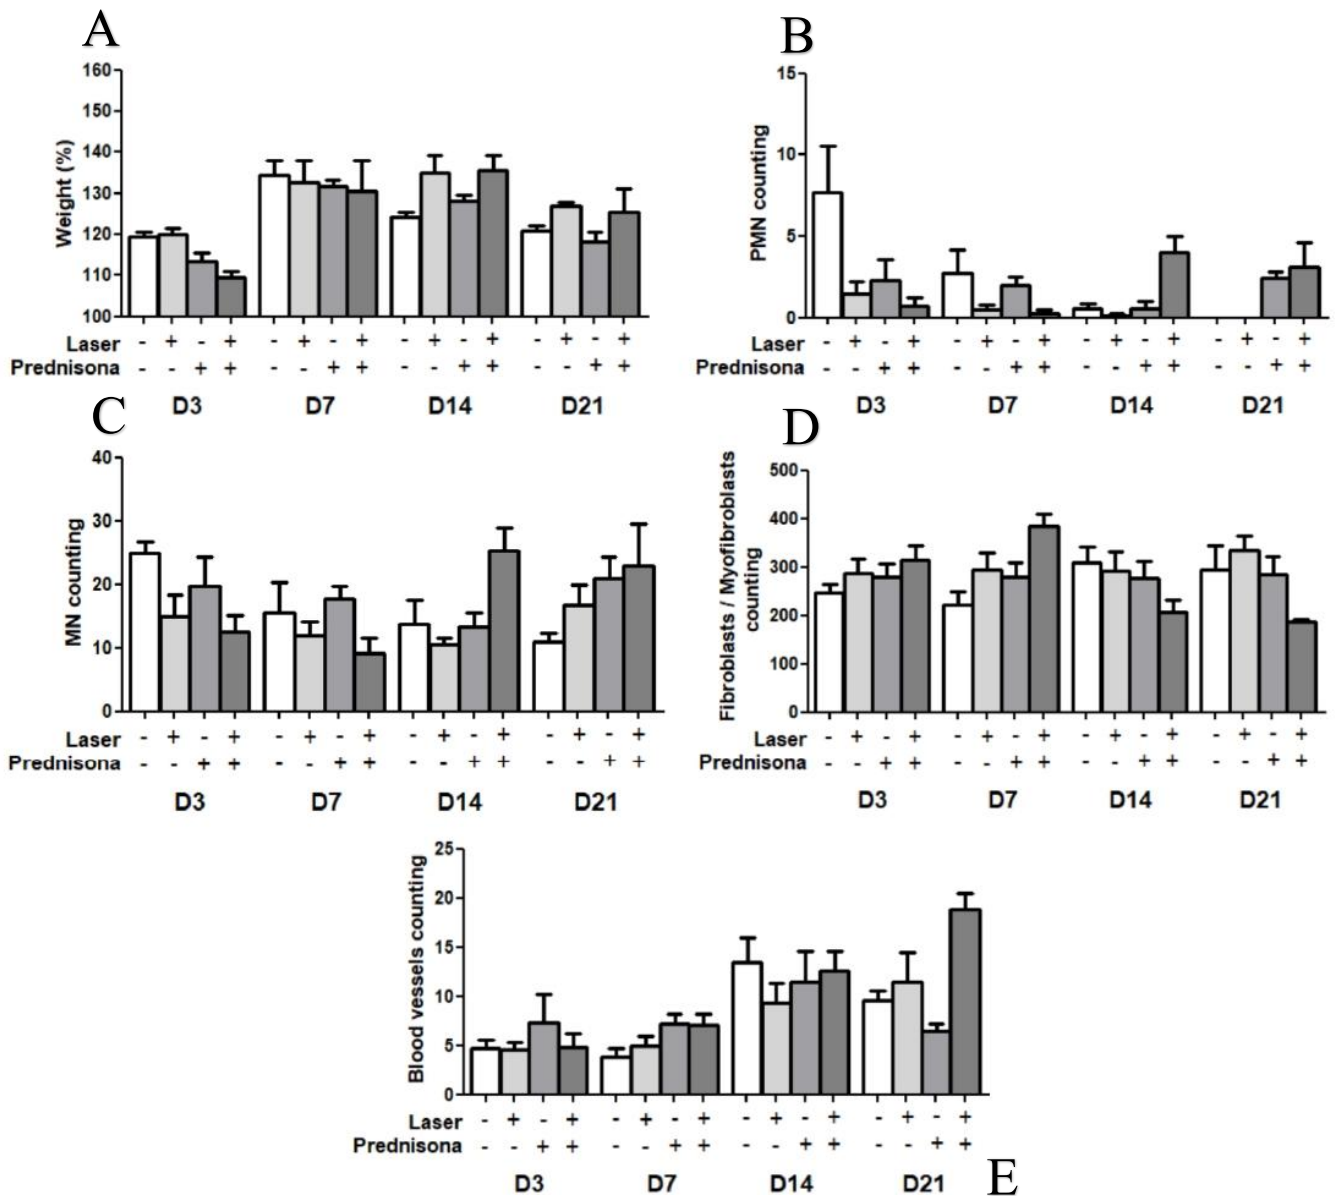 A
Weight (%)
160
150
140
130
120
110
100
Laser - + - + - + - + - + - + - + - +
Prednisona - - + + - - + + - - + + - - + +
D3 D7 D14 D21
B
PMN counting
15
10
5
0
Laser - + - + - + - + - + - + - + - +
Prednisona - - + + - - + + - - + + - - + +
D3 D7 D14 D21
C
MN counting
40
30
20
10
0
Laser - + - + - + - + - + - + - + - +
Prednisona - - + + - - + + - - + + - - + +
D3 D7 D14 D21
D
Fibroblasts / Myofibroblasts
counting
500
400
300
200
100
0
Laser - + - + - + - + - + - + - + - +
Prednisona - - + + - - + + - - + + - - + +
D3 D7 D14 D21
Blood vessels counting
25
20
15
10
5
0
Laser - + - + - + - + - + - + - + - +
Prednisona - - + + - - + + - - + + - - + +
D3 D7 D14 D21
E